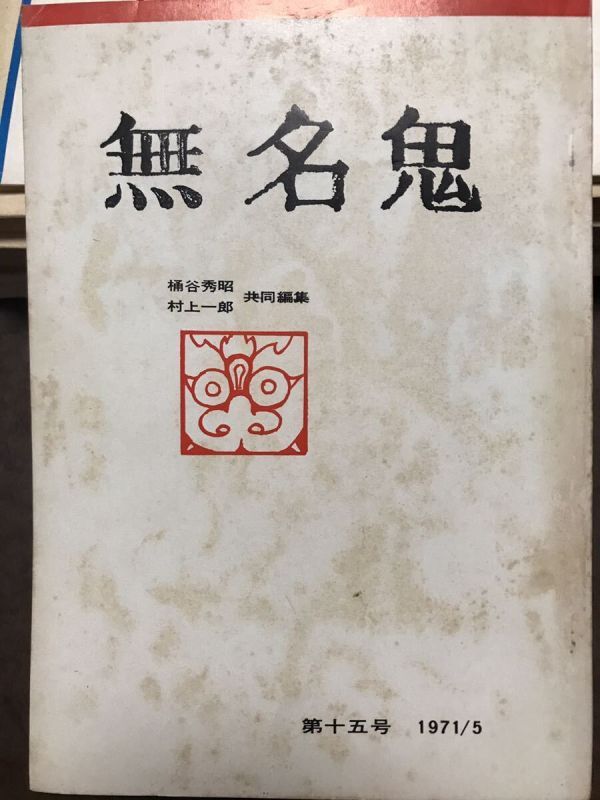 無名鬼
桶谷秀昭
村上一郎
共同編集
第十五号 1971/5